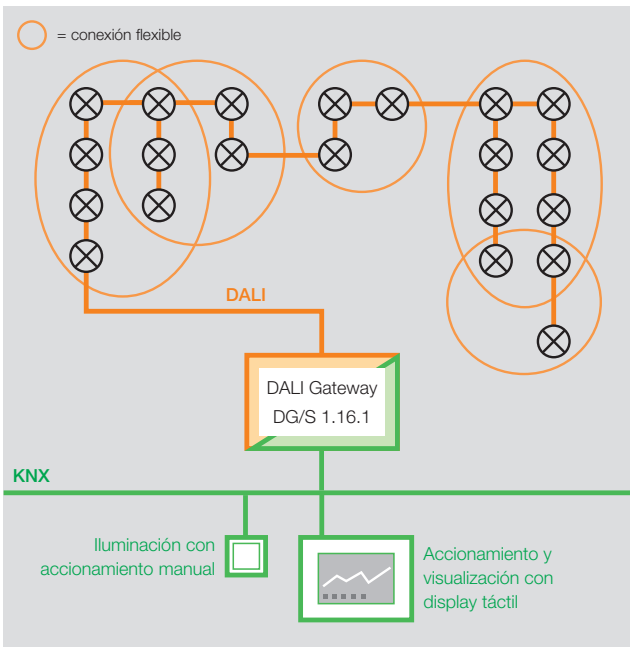 = conexión flexible
DALI
DALI Gateway
DG/S 1.16.1
KNX
Iluminación con
accionamiento manual
Accionamiento y
visualización con
display táctil